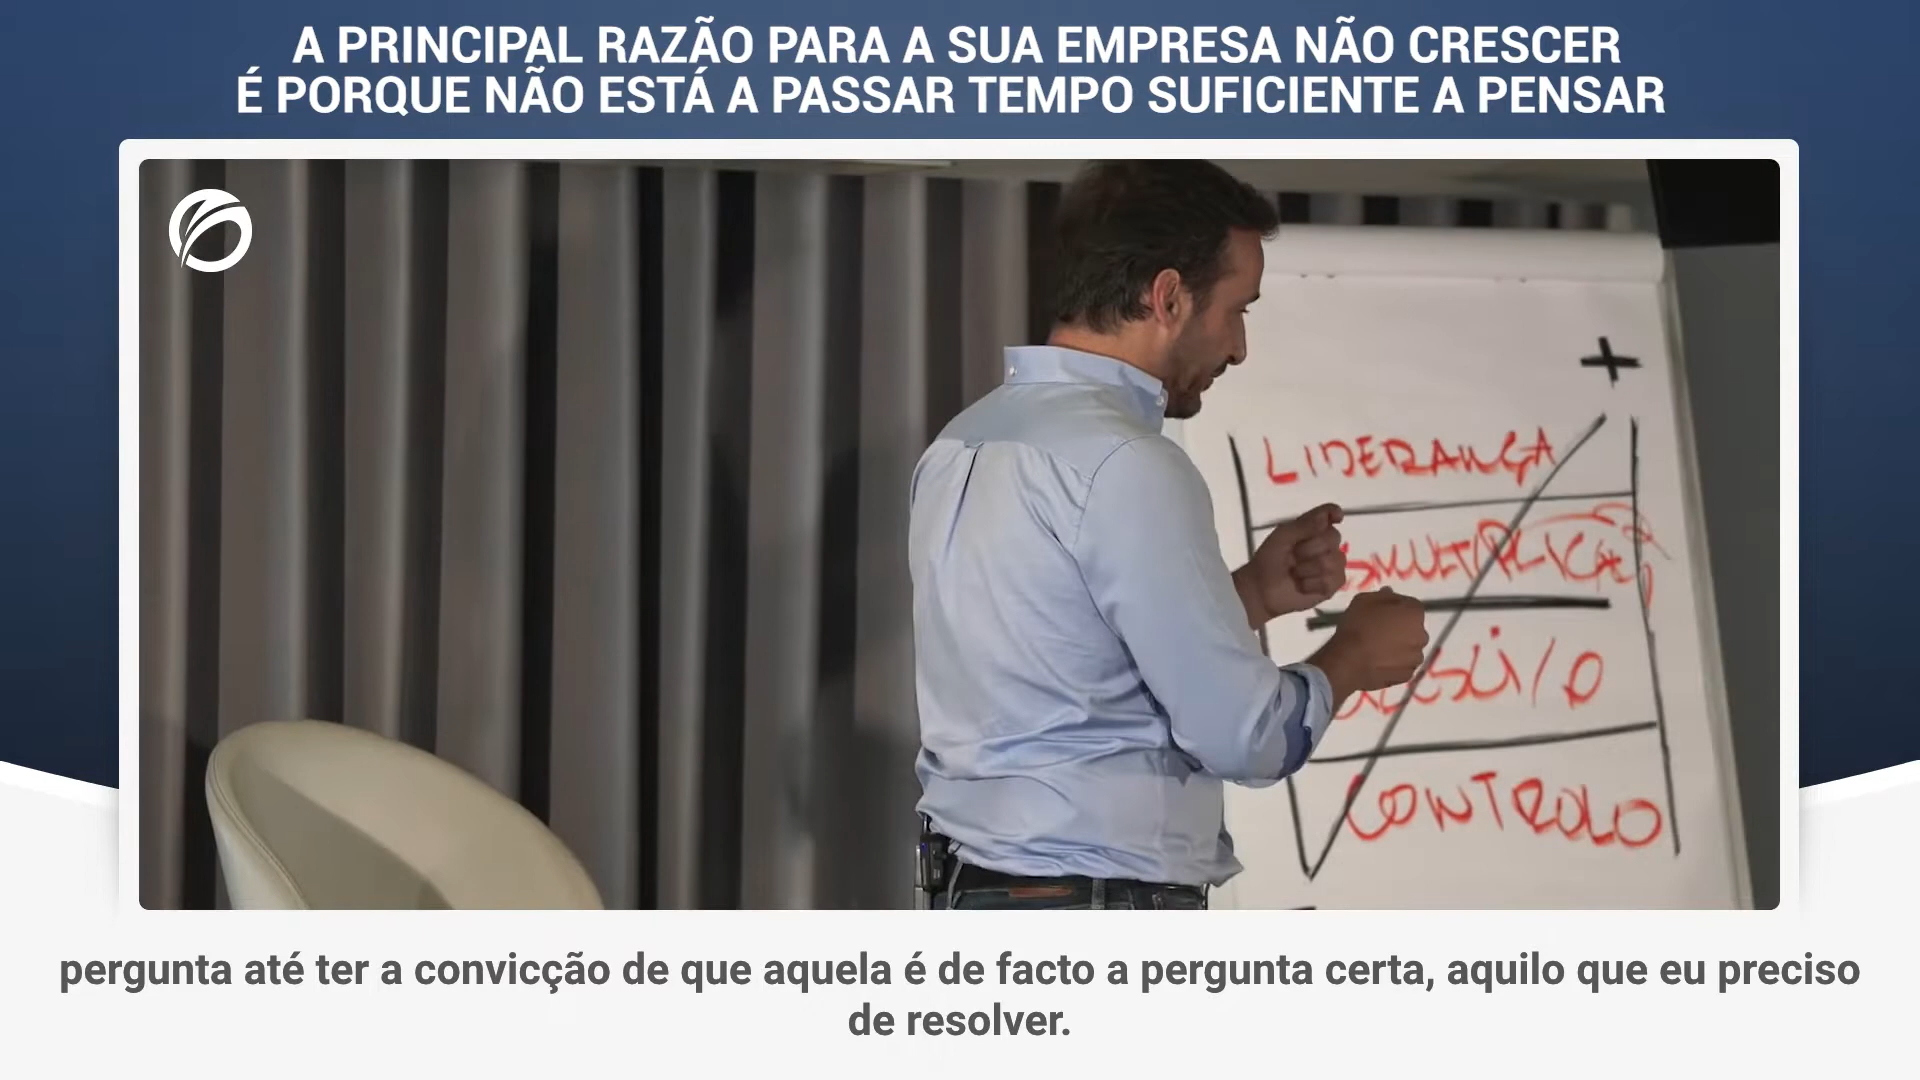 A PRINCIPAL RAZÃO PARA A SUA EMPRESA NÃO CRESCER
É PORQUE NÃO ESTÁ A PASSAR TEMPO SUFICIENTE A PENSAR
+
LIDERANÇA
CONTROLO
pergunta até ter a convicção de que aquela é de facto a pergunta certa, aquilo que eu preciso
de resolver.